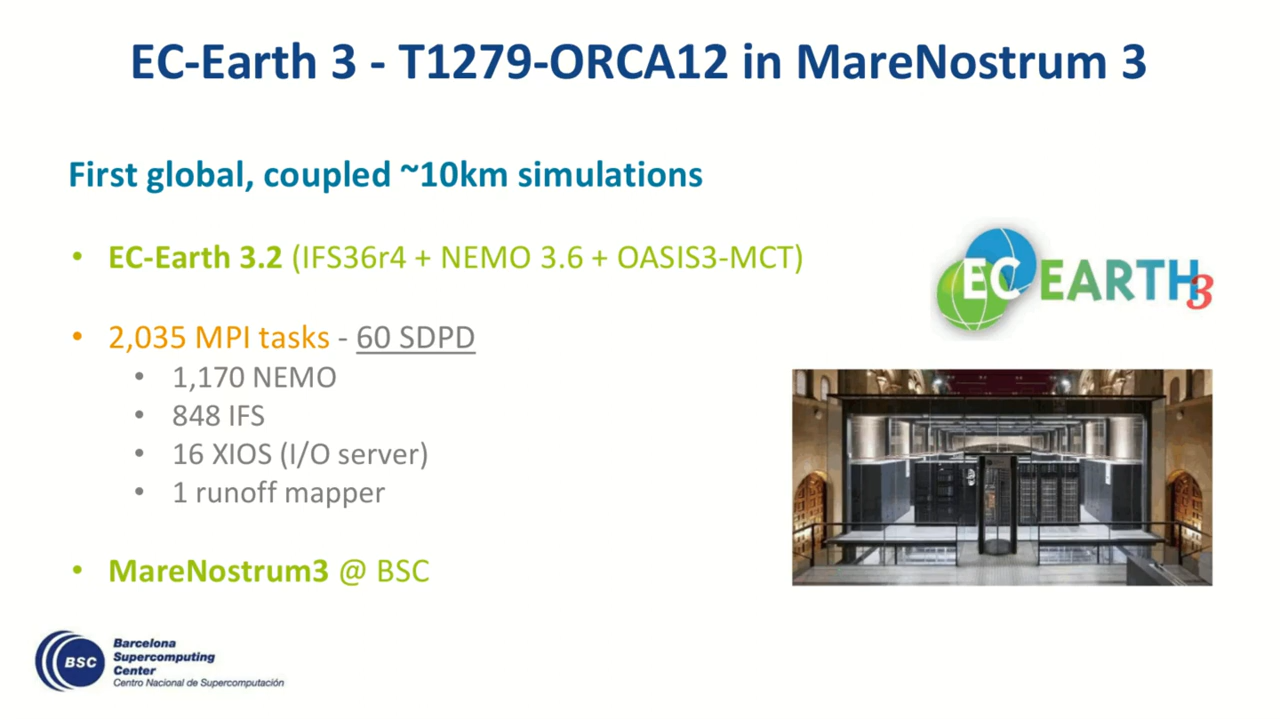 EC-Earth 3 - T1279-ORCA12 in MareNostrum 3
First global, coupled ~10km simulations
• EC-Earth 3.2 (IFS36r4 + NEMO 3.6 + OASIS3-MCT)
EC EARTH 3
• 2,035 MPI tasks - 60 SDPD
• 1,170 NEMO
• 848 IFS
• 16 XIOS (I/O server)
• 1 runoff mapper
• MareNostrum3 @ BSC
BSC
Barcelona
Supercomputing
Center
Centro Nacional de Supercomputación